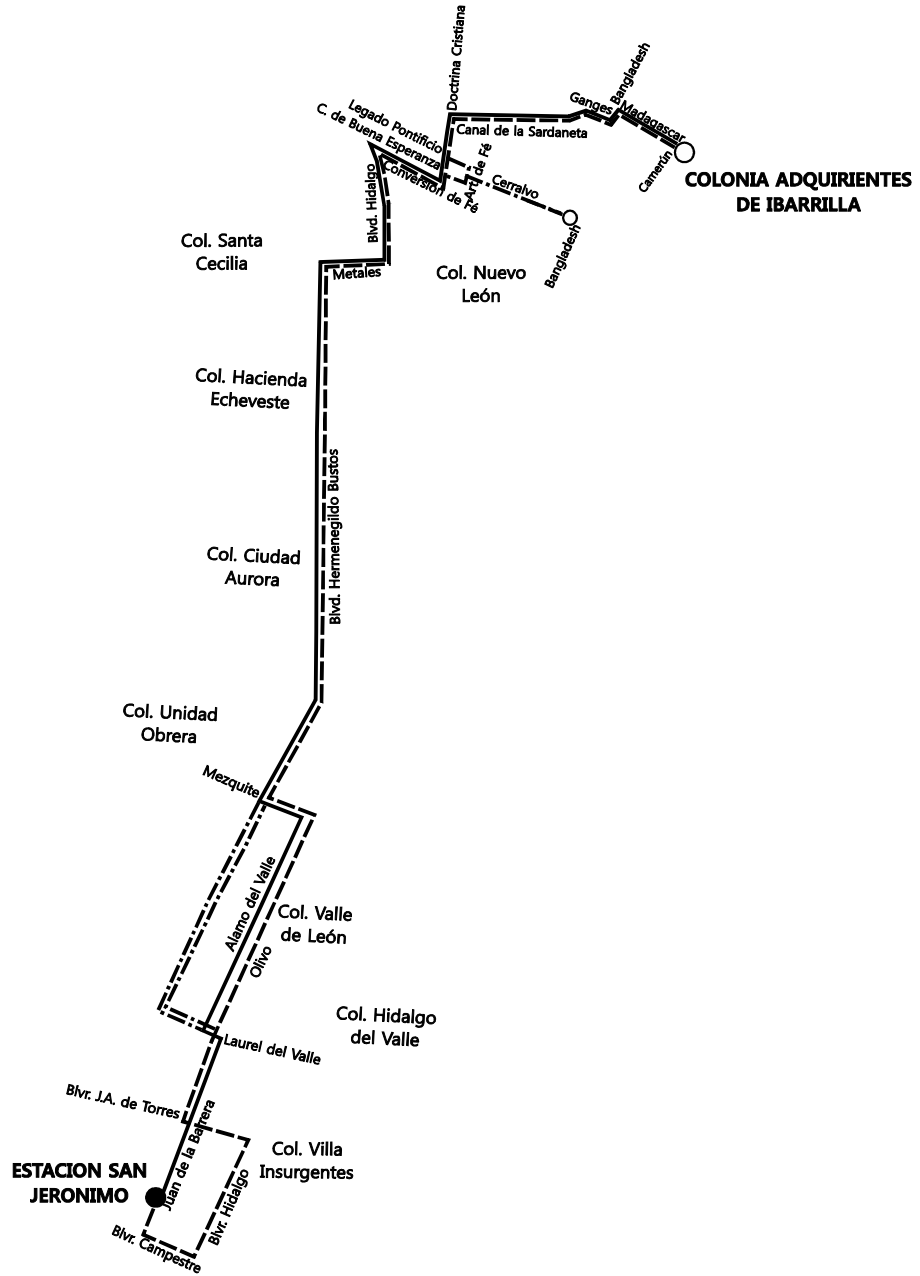 Doctrina Cristiana
Bangladesh
Ganges
Madagascar
Legado Pontificio
C. de Buena Esperanza
Canal de la Sardaneta
Camerún
COLONIA ADQUIRIENTES
DE IBARRILLA
Art. de Fé
Conversión de Fé
Cerralvo
Blvd. Hidalgo
Bangladesh
Col. Santa
Cecilia
Metales
Col. Nuevo
León
Col. Hacienda
Echeveste
Blvd. Hermenegildo Bustos
Col. Ciudad
Aurora
Col. Unidad
Obrera
Mezquite
Alamo del Valle
Olivo
Col. Valle
de León
Col. Hidalgo
del Valle
Laurel del Valle
Blvr. J.A. de Torres
Juan de la Barrera
Col. Villa
Insurgentes
ESTACION SAN
JERONIMO
Blvr. Hidalgo
Blvr. Campestre